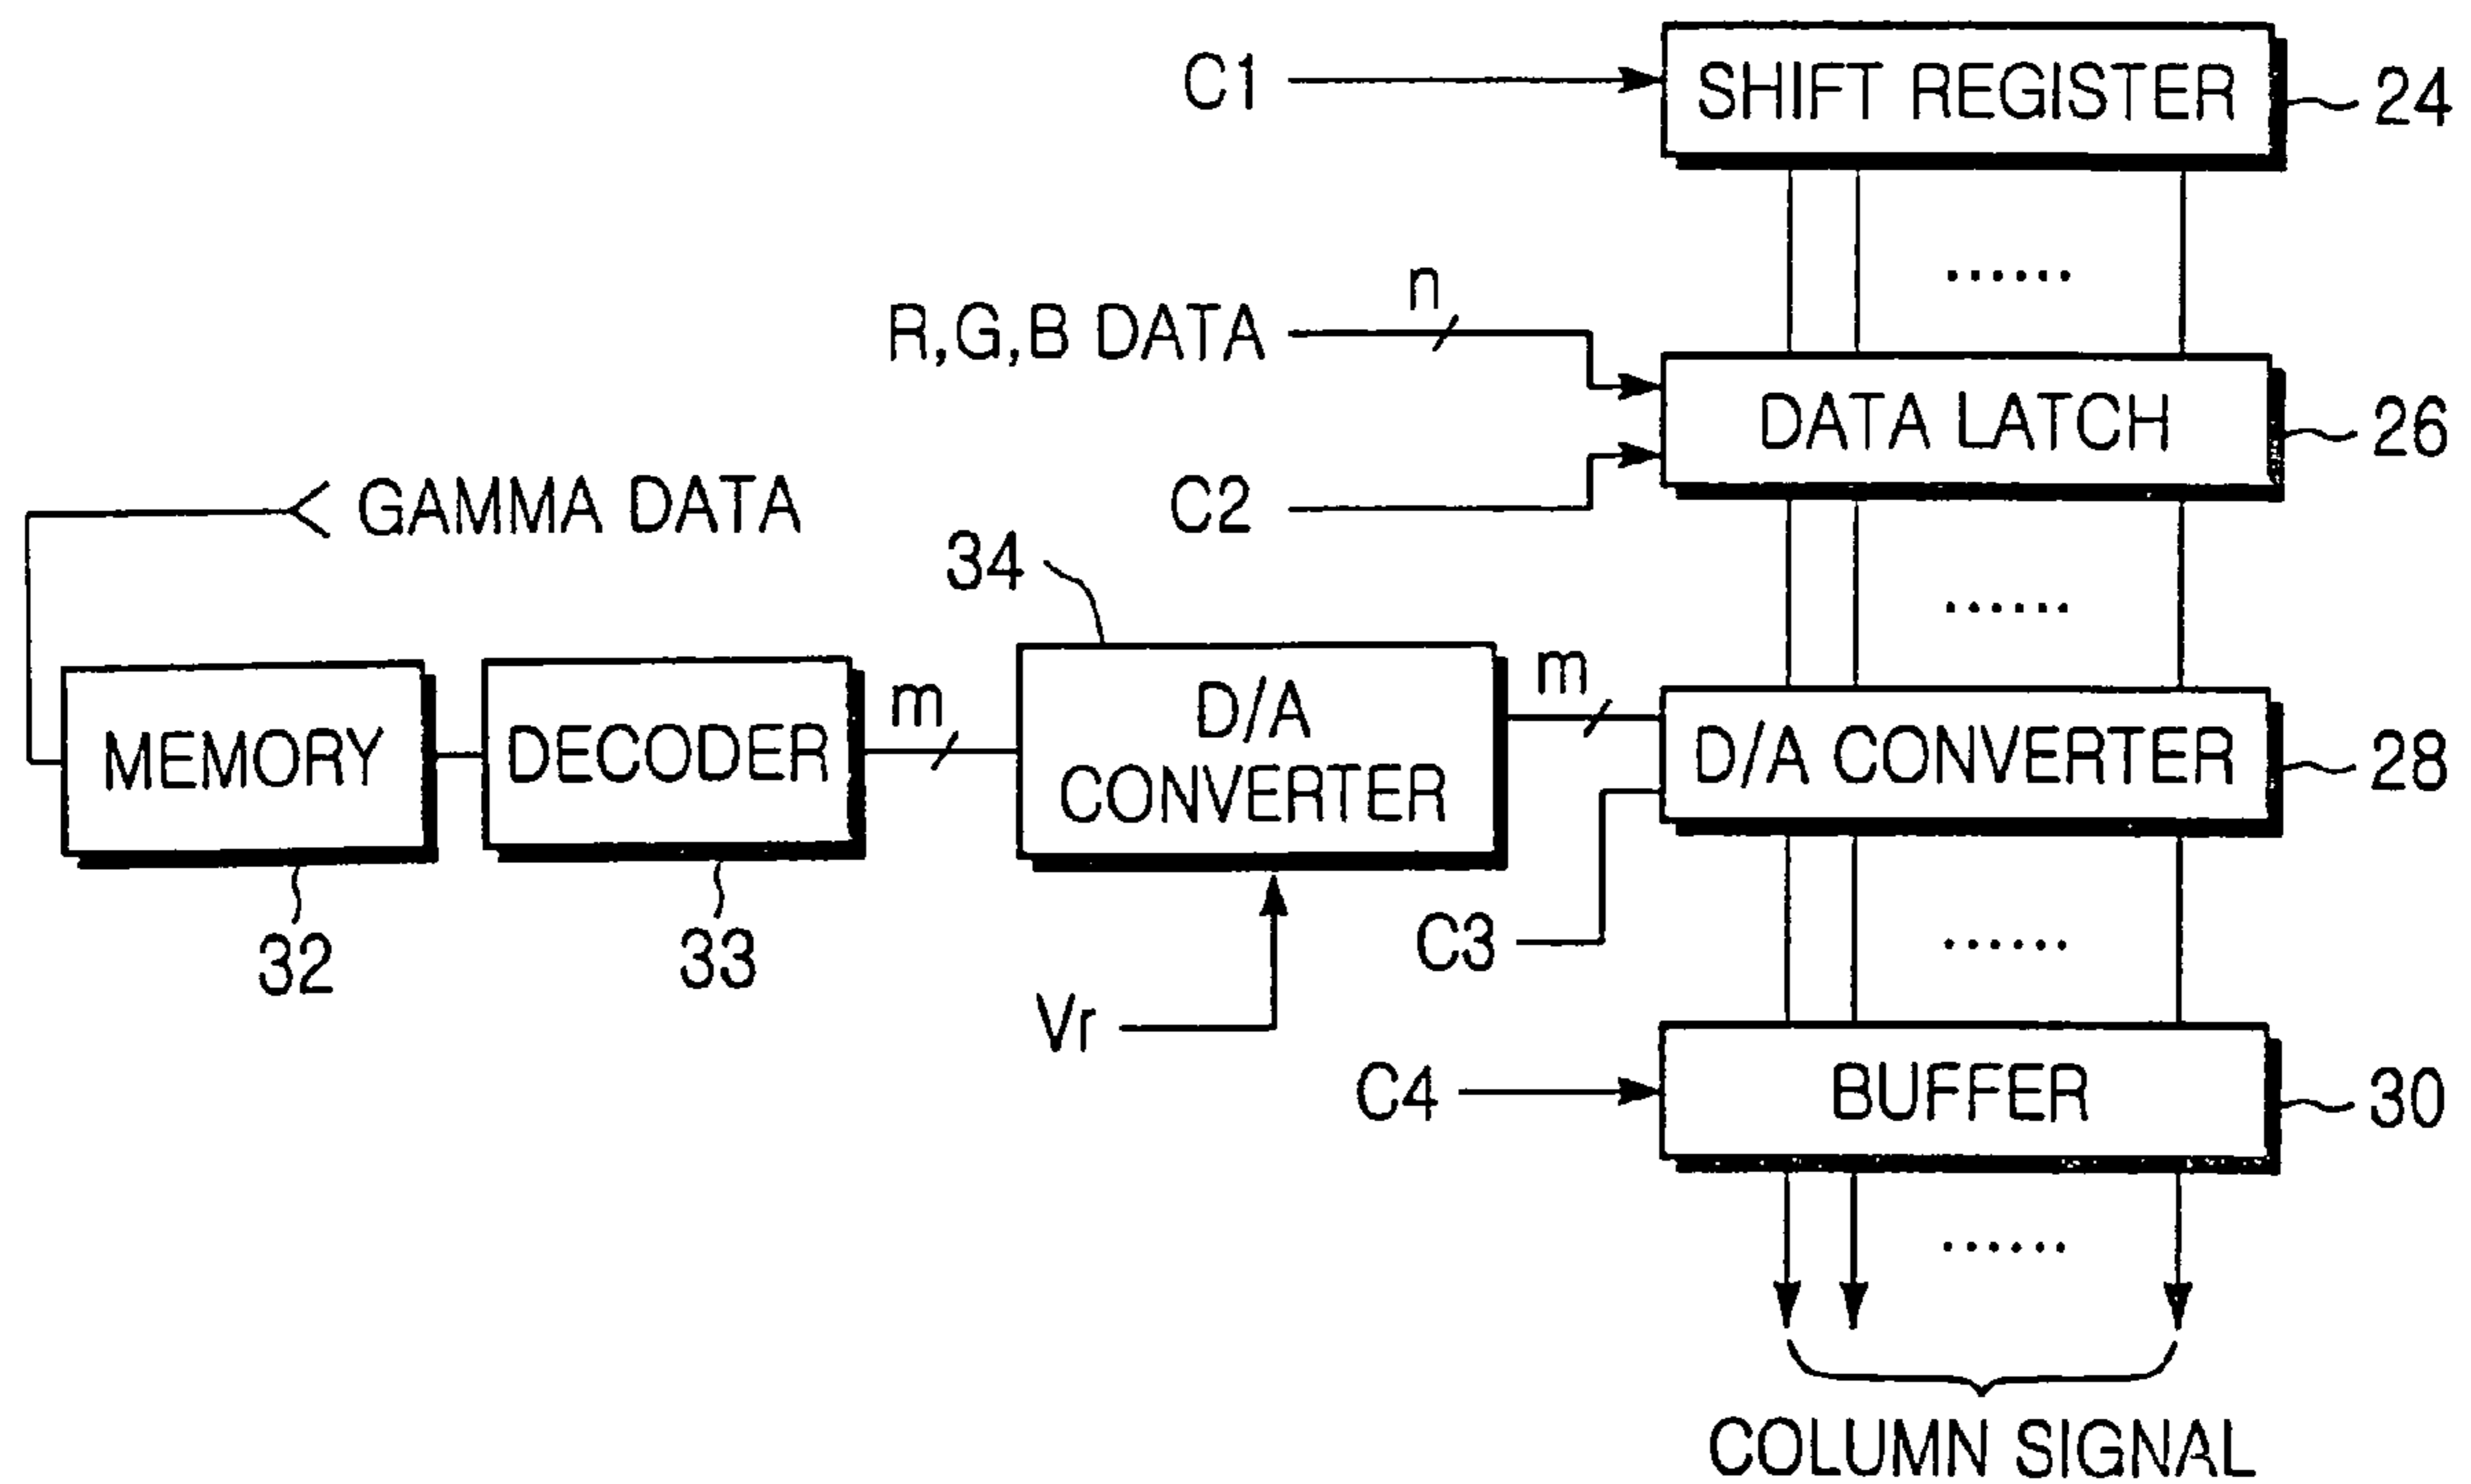 C1
SHIFT REGISTER
24
n
R,G,B DATA
DATA LATCH
26
C2
GAMMA DATA
34
MEMORY
DECODER
m
D/A
CONVERTER
m
D/A CONVERTER
28
32
33
C3
Vr
C4
BUFFER
30
COLUMN SIGNAL